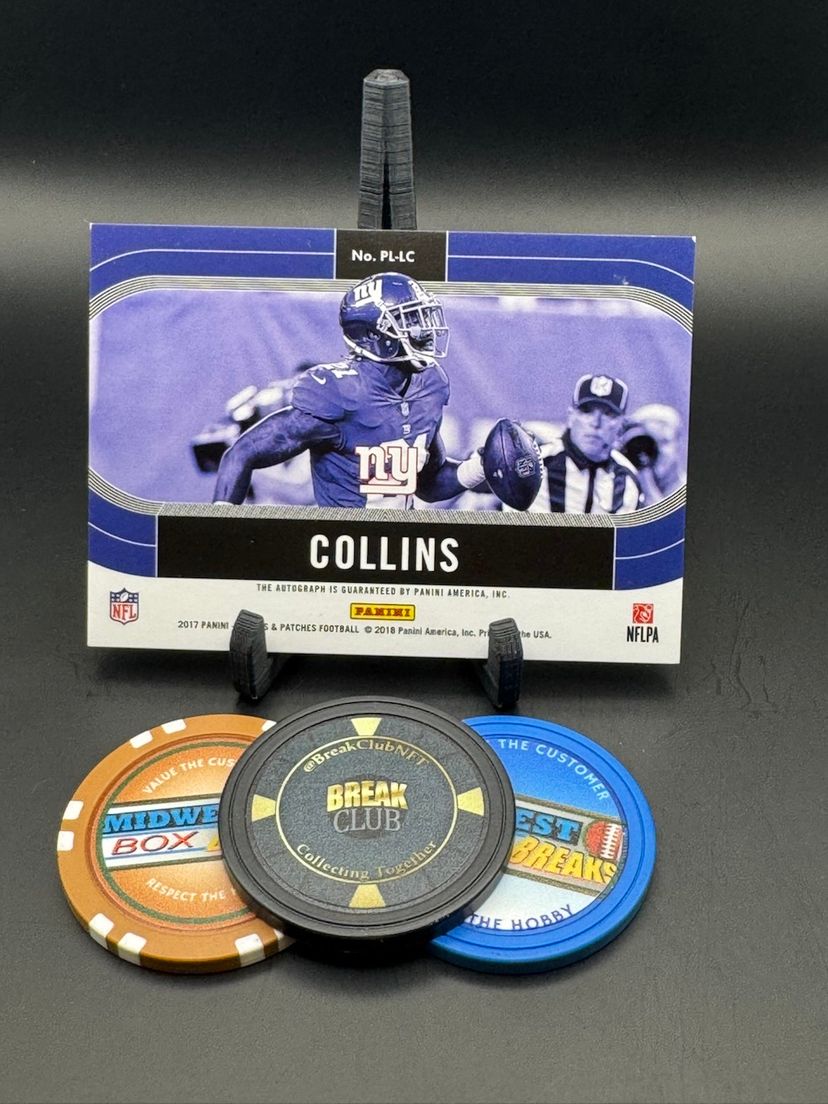 No. PL-LC
ny
21
ny
COLLINS
THE AUTOGRAPH IS GUARANTEED BY PANINI AMERICA, INC.
NFL
PANINI
NFLPA
2017 PANINI & PATCHES FOOTBALL © 2018 Panini America, Inc. the USA.
VALUE THE
MIDWE
BOX
RESPECT THE
@BreakClubNFT
BREAK
CLUB
Collecting Together
THE CUSTOMER
EST
BREAKS
THE HOBBY